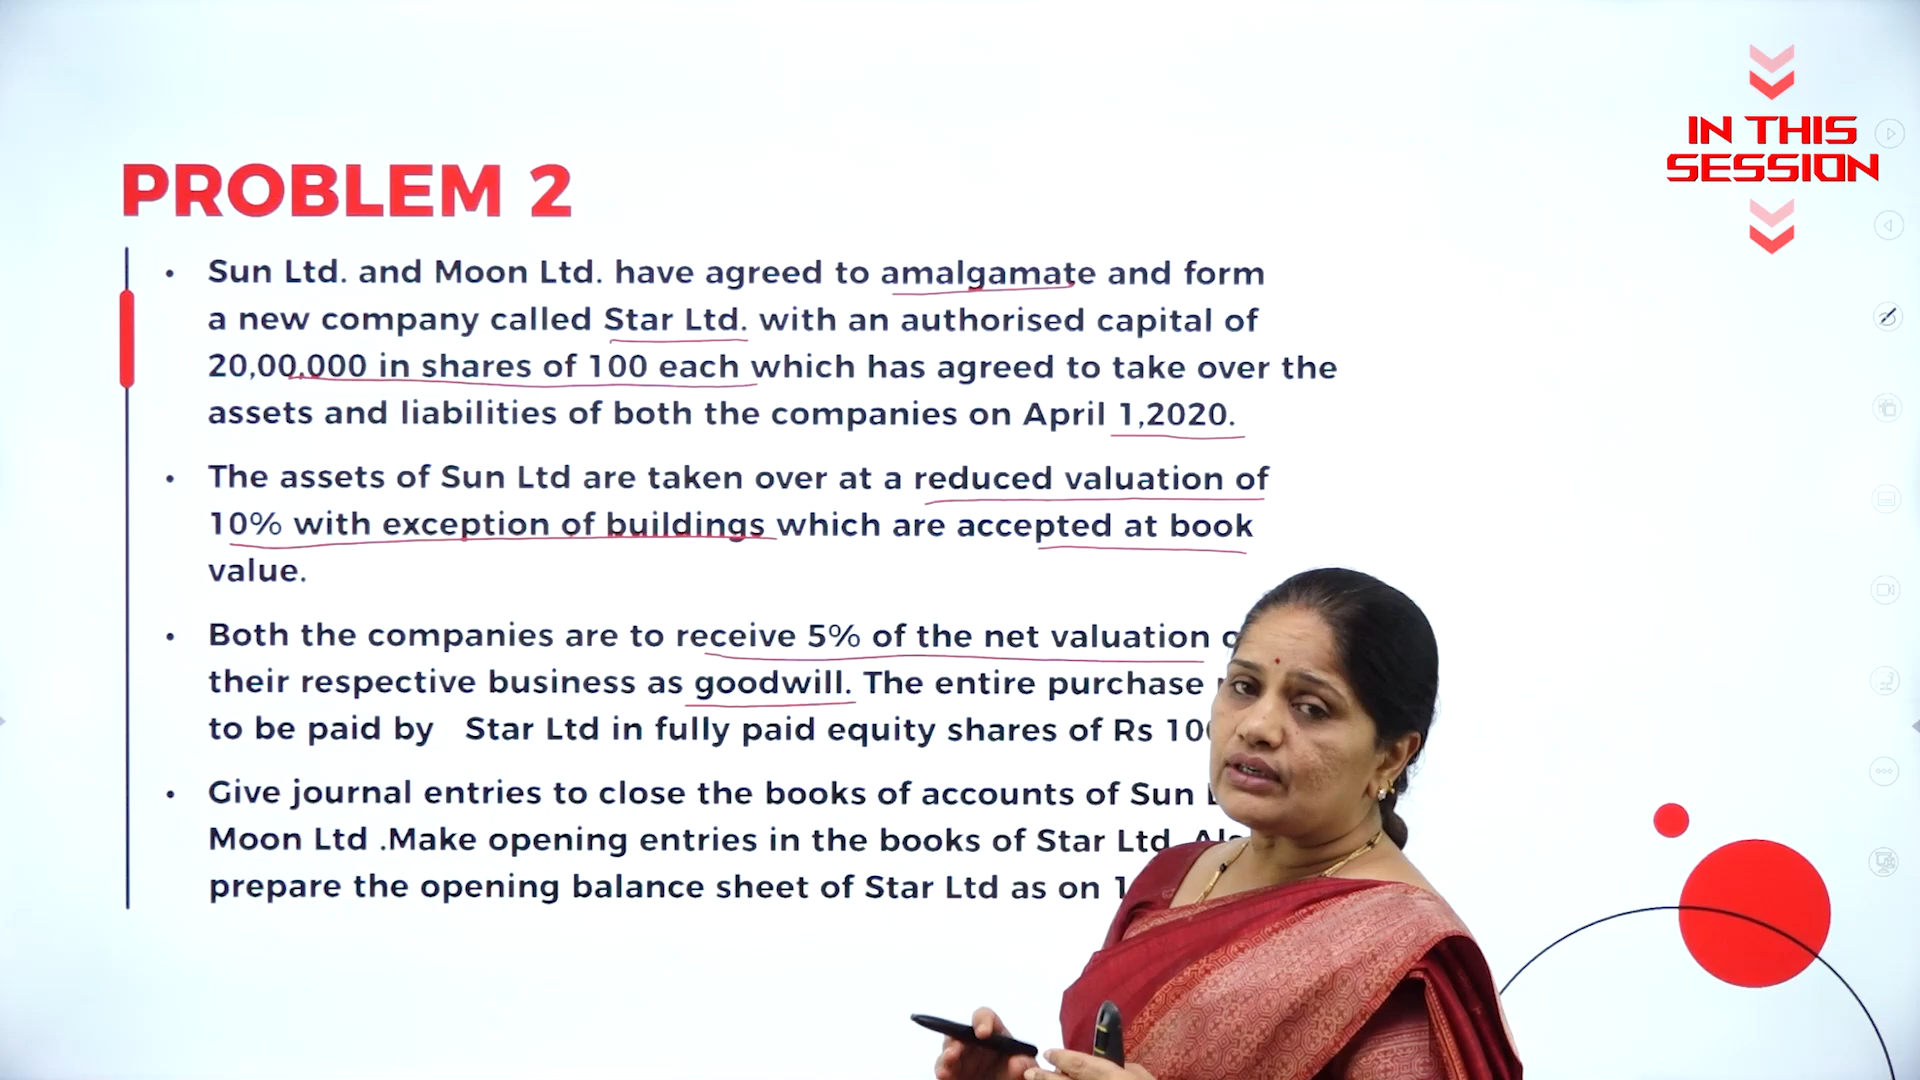 IN THIS
SESSION
PROBLEM 2
• Sun Ltd. and Moon Ltd. have agreed to amalgamate and form
a new company called Star Ltd. with an authorised capital of
20,00,000 in shares of 100 each which has agreed to take over the
assets and liabilities of both the companies on April 1,2020.
• The assets of Sun Ltd are taken over at a reduced valuation of
10% with exception of buildings which are accepted at book
value.
• Both the companies are to receive 5% of the net valuation
their respective business as goodwill. The entire purchase
to be paid by Star Ltd in fully paid equity shares of Rs
• Give journal entries to close the books of accounts of Sun
Moon Ltd .Make opening entries in the books of Star Ltd.
prepare the opening balance sheet of Star Ltd as on